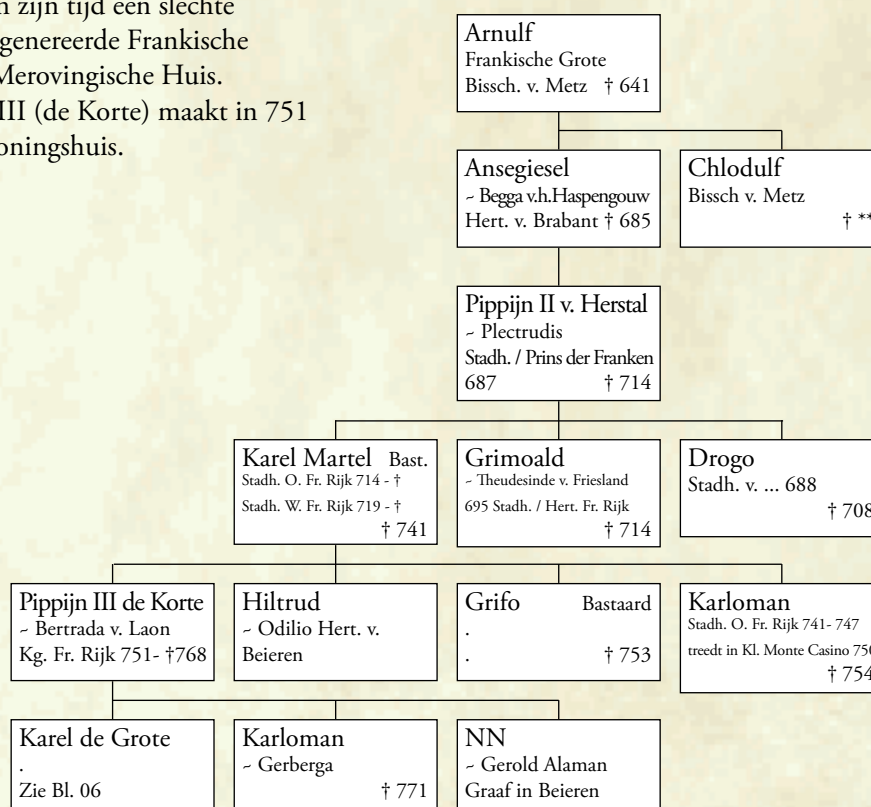 n zijn tijd een slechte
genereerde Frankische
Merovingische Huis.
III (de Korte) maakt in 751
oningshuis.
Arnulf
Frankische Grote
Bissch. v. Metz † 641
Ansegiesel
~ Begga v.h.Haspengouw
Hert. v. Brabant † 685
Chlodulf
Bissch v. Metz
† **
Pippijn II v. Herstal
~ Plectrudis
Stadh. / Prins der Franken
687 † 714
Karel Martel Bast.
Stadh. O. Fr. Rijk 714 - †
Stadh. W. Fr. Rijk 719 - †
† 741
Grimoald
~ Theudesinde v. Friesland
695 Stadh. / Hert. Fr. Rijk
† 714
Drogo
Stadh. v. ... 688
† 708
Pippijn III de Korte
~ Bertrada v. Laon
Kg. Fr. Rijk 751- †768
Hiltrud
~ Odilio Hert. v.
Beieren
Grifo Bastaard
.
. † 753
Karloman
Stadh. O. Fr. Rijk 741- 747
treedt in Kl. Monte Casino 750
† 754
Karel de Grote
.
Zie Bl. 06
Karloman
~ Gerberga
† 771
NN
~ Gerold Alaman
Graaf in Beieren